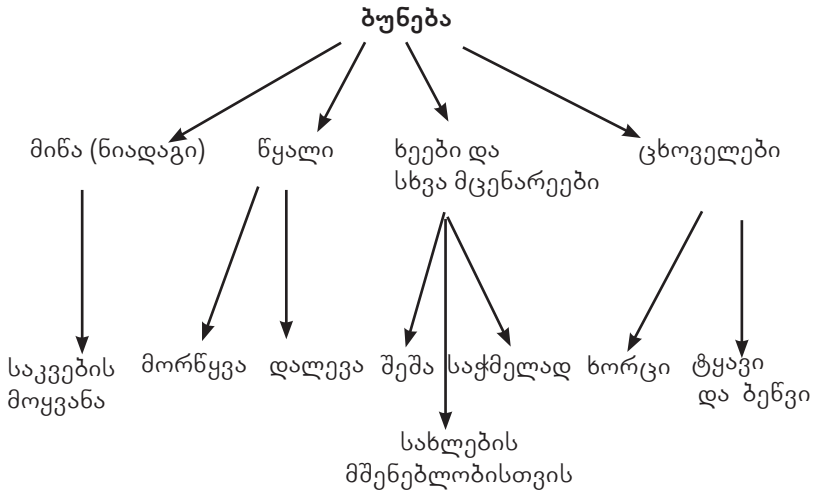 ბუნება
მიწა (ნიადაგი)
წყალი
ხეები და
სხვა მცენარეები
ცხოველები
საკვების
მოყვანა
მორწყვა
დალევა
შეშა
საჭმელად
ხორცი
ტყავი
და ბეწვი
სახლების
მშენებლობისთვის